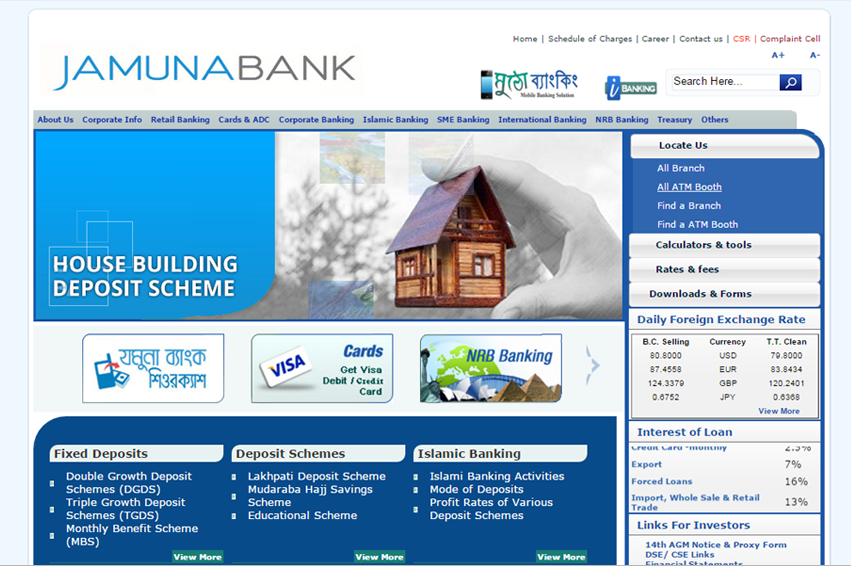 Home | Schedule of Charges | Career | Contact us | CSR | Complaint Cell
A+ A-
JAMUNABANK
মুঠো ব্যাংকিং
Mobile Banking Solution
i BANKING
Search Here...
About Us Corporate Info Retail Banking Cards & ADC Corporate Banking Islamic Banking SME Banking International Banking NRB Banking Treasury Others
HOUSE BUILDING
DEPOSIT SCHEME
Locate Us
All Branch
All ATM Booth
Find a Branch
Find a ATM Booth
Calculators & tools
Rates & fees
Downloads & Forms
Daily Foreign Exchange Rate
B.C. Selling Currency T.T. Clean
80.8000 USD 79.8000
87.4558 EUR 83.8434
124.3379 GBP 120.2401
0.6752 JPY 0.6368
View More
যমুনা ব্যাংক
শিওরক্যাশ
VISA
Cards
Get Visa
Debit / Credit
Card
NRB Banking
Interest of Loan
Credit Card -monthly 2.5%
Export 7%
Forced Loans 16%
Import, Whole Sale & Retail
Trade 13%
Links For Investors
14th AGM Notice & Proxy Form
DSE/ CSE Links
Financial Statements
Fixed Deposits
Double Growth Deposit
Schemes (DGDS)
Triple Growth Deposit
Schemes (TGDS)
Monthly Benefit Scheme
(MBS)
View More
Deposit Schemes
Lakhpati Deposit Scheme
Mudaraba Hajj Savings
Scheme
Educational Scheme
View More
Islamic Banking
Islami Banking Activities
Mode of Deposits
Profit Rates of Various
Deposit Schemes
View More